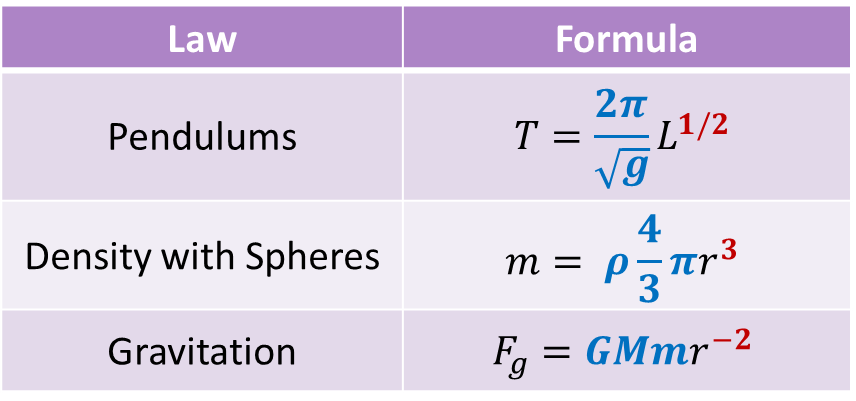 Law Formula
Pendulums T = 2π/√g L^1/2
Density with Spheres m = ρ 4/3 πr^3
Gravitation F_g = GMmr^−2